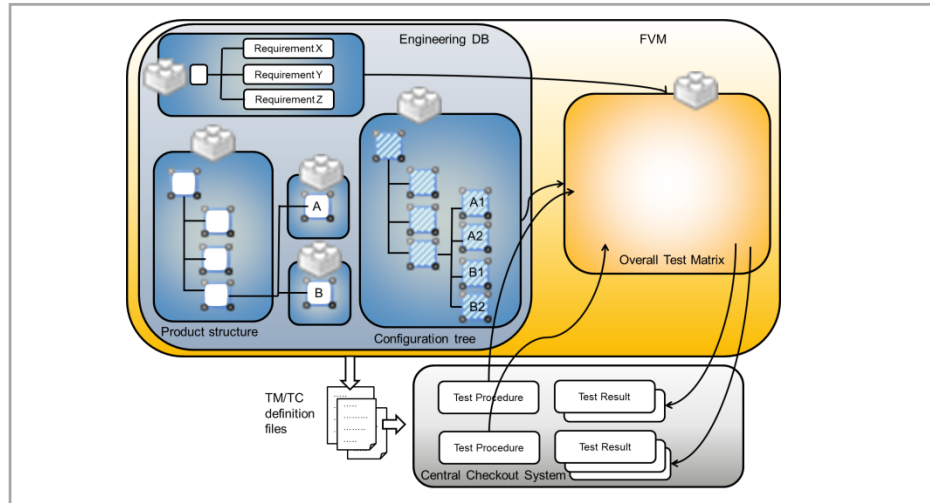 Engineering DB
FVM
Requirement X
Requirement Y
Requirement Z
A
B
A1
A2
B1
B2
Product structure
Configuration tree
Overall Test Matrix
TM/TC
definition
files
.....
.....
.........
.......
.....
Test Procedure
Test Result
Test Procedure
Test Result
Central Checkout System